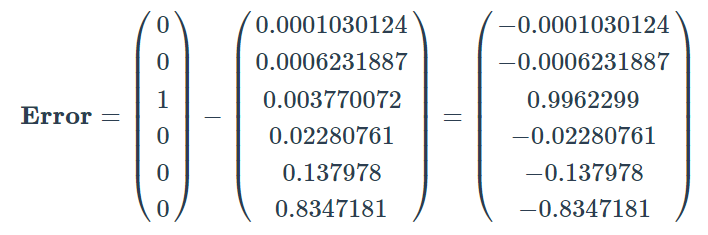 0 0.0001030124 −0.0001030124
0 0.0006231887 −0.0006231887
1 0.003770072 0.9962299
Error = − =
0 0.02280761 −0.02280761
0 0.137978 −0.137978
0 0.8347181 −0.8347181